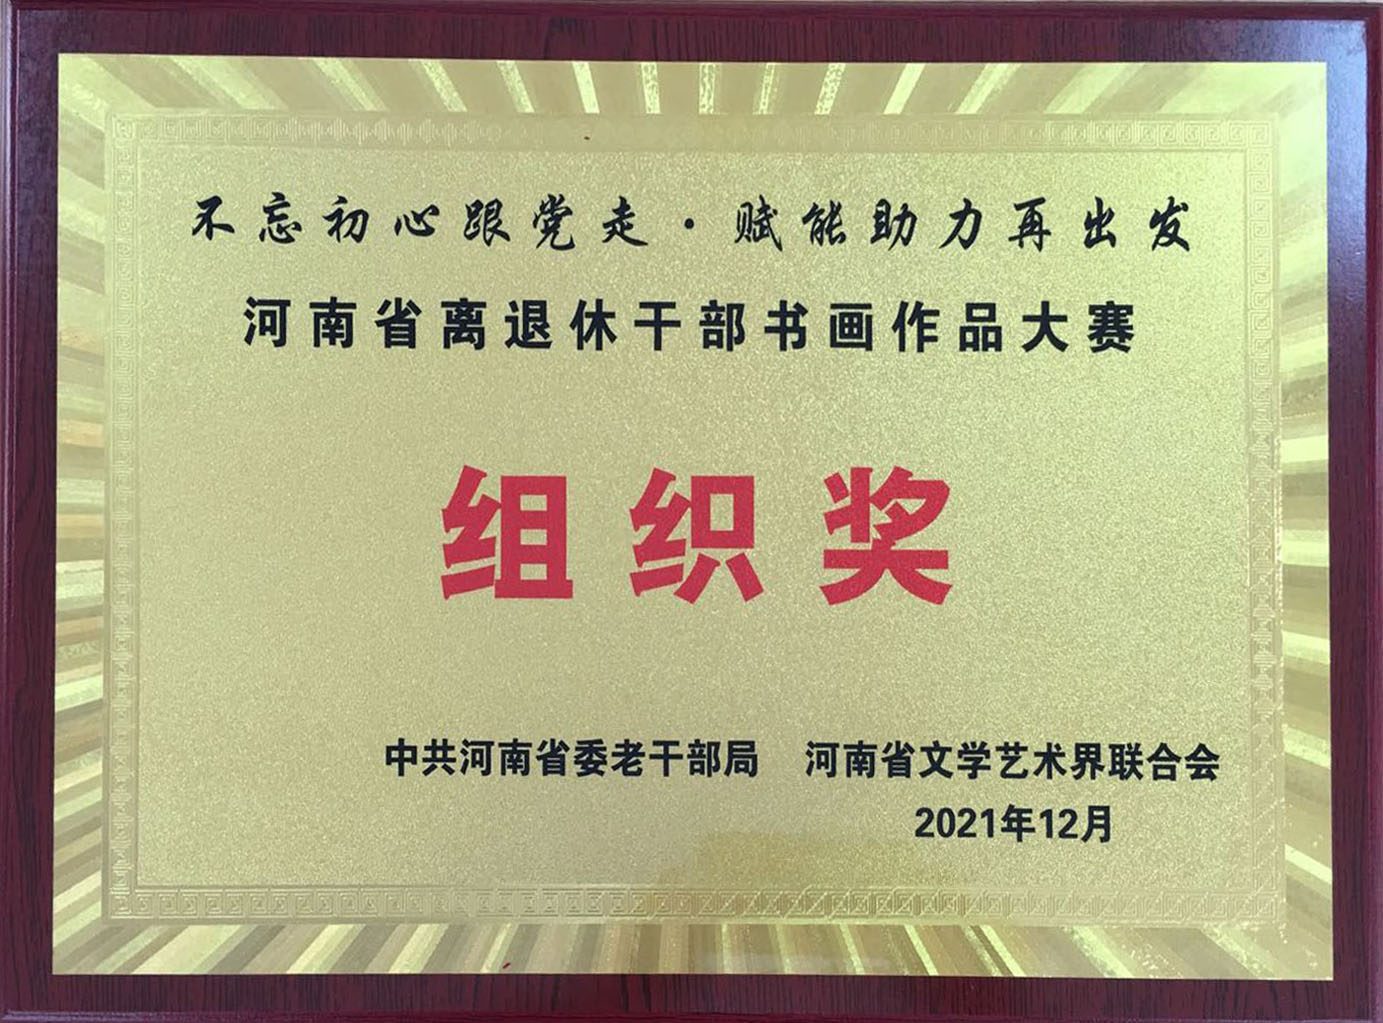 不忘初心跟党走·赋能助力再出发
河南省离退休干部书画作品大赛
组织奖
中共河南省委老干部局 河南省文学艺术界联合会
2021年12月